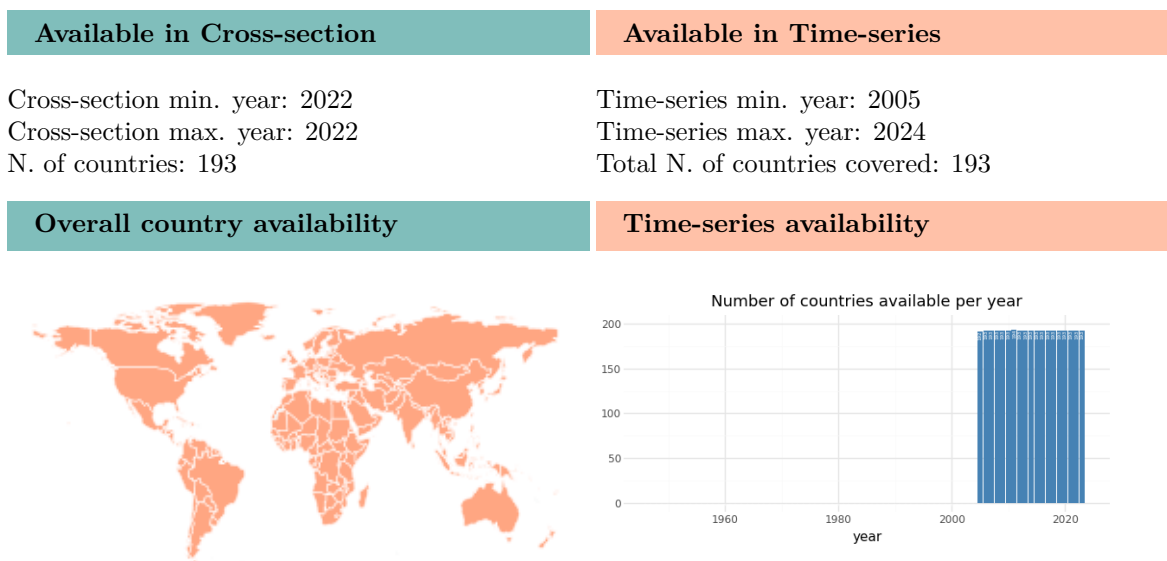 Available in Cross-section
Available in Time-series
Cross-section min. year: 2022
Cross-section max. year: 2022
N. of countries: 193
Time-series min. year: 2005
Time-series max. year: 2024
Total N. of countries covered: 193
Overall country availability
Time-series availability
Number of countries available per year
200
150
100
50
0
1960
1980
2000
2020
year